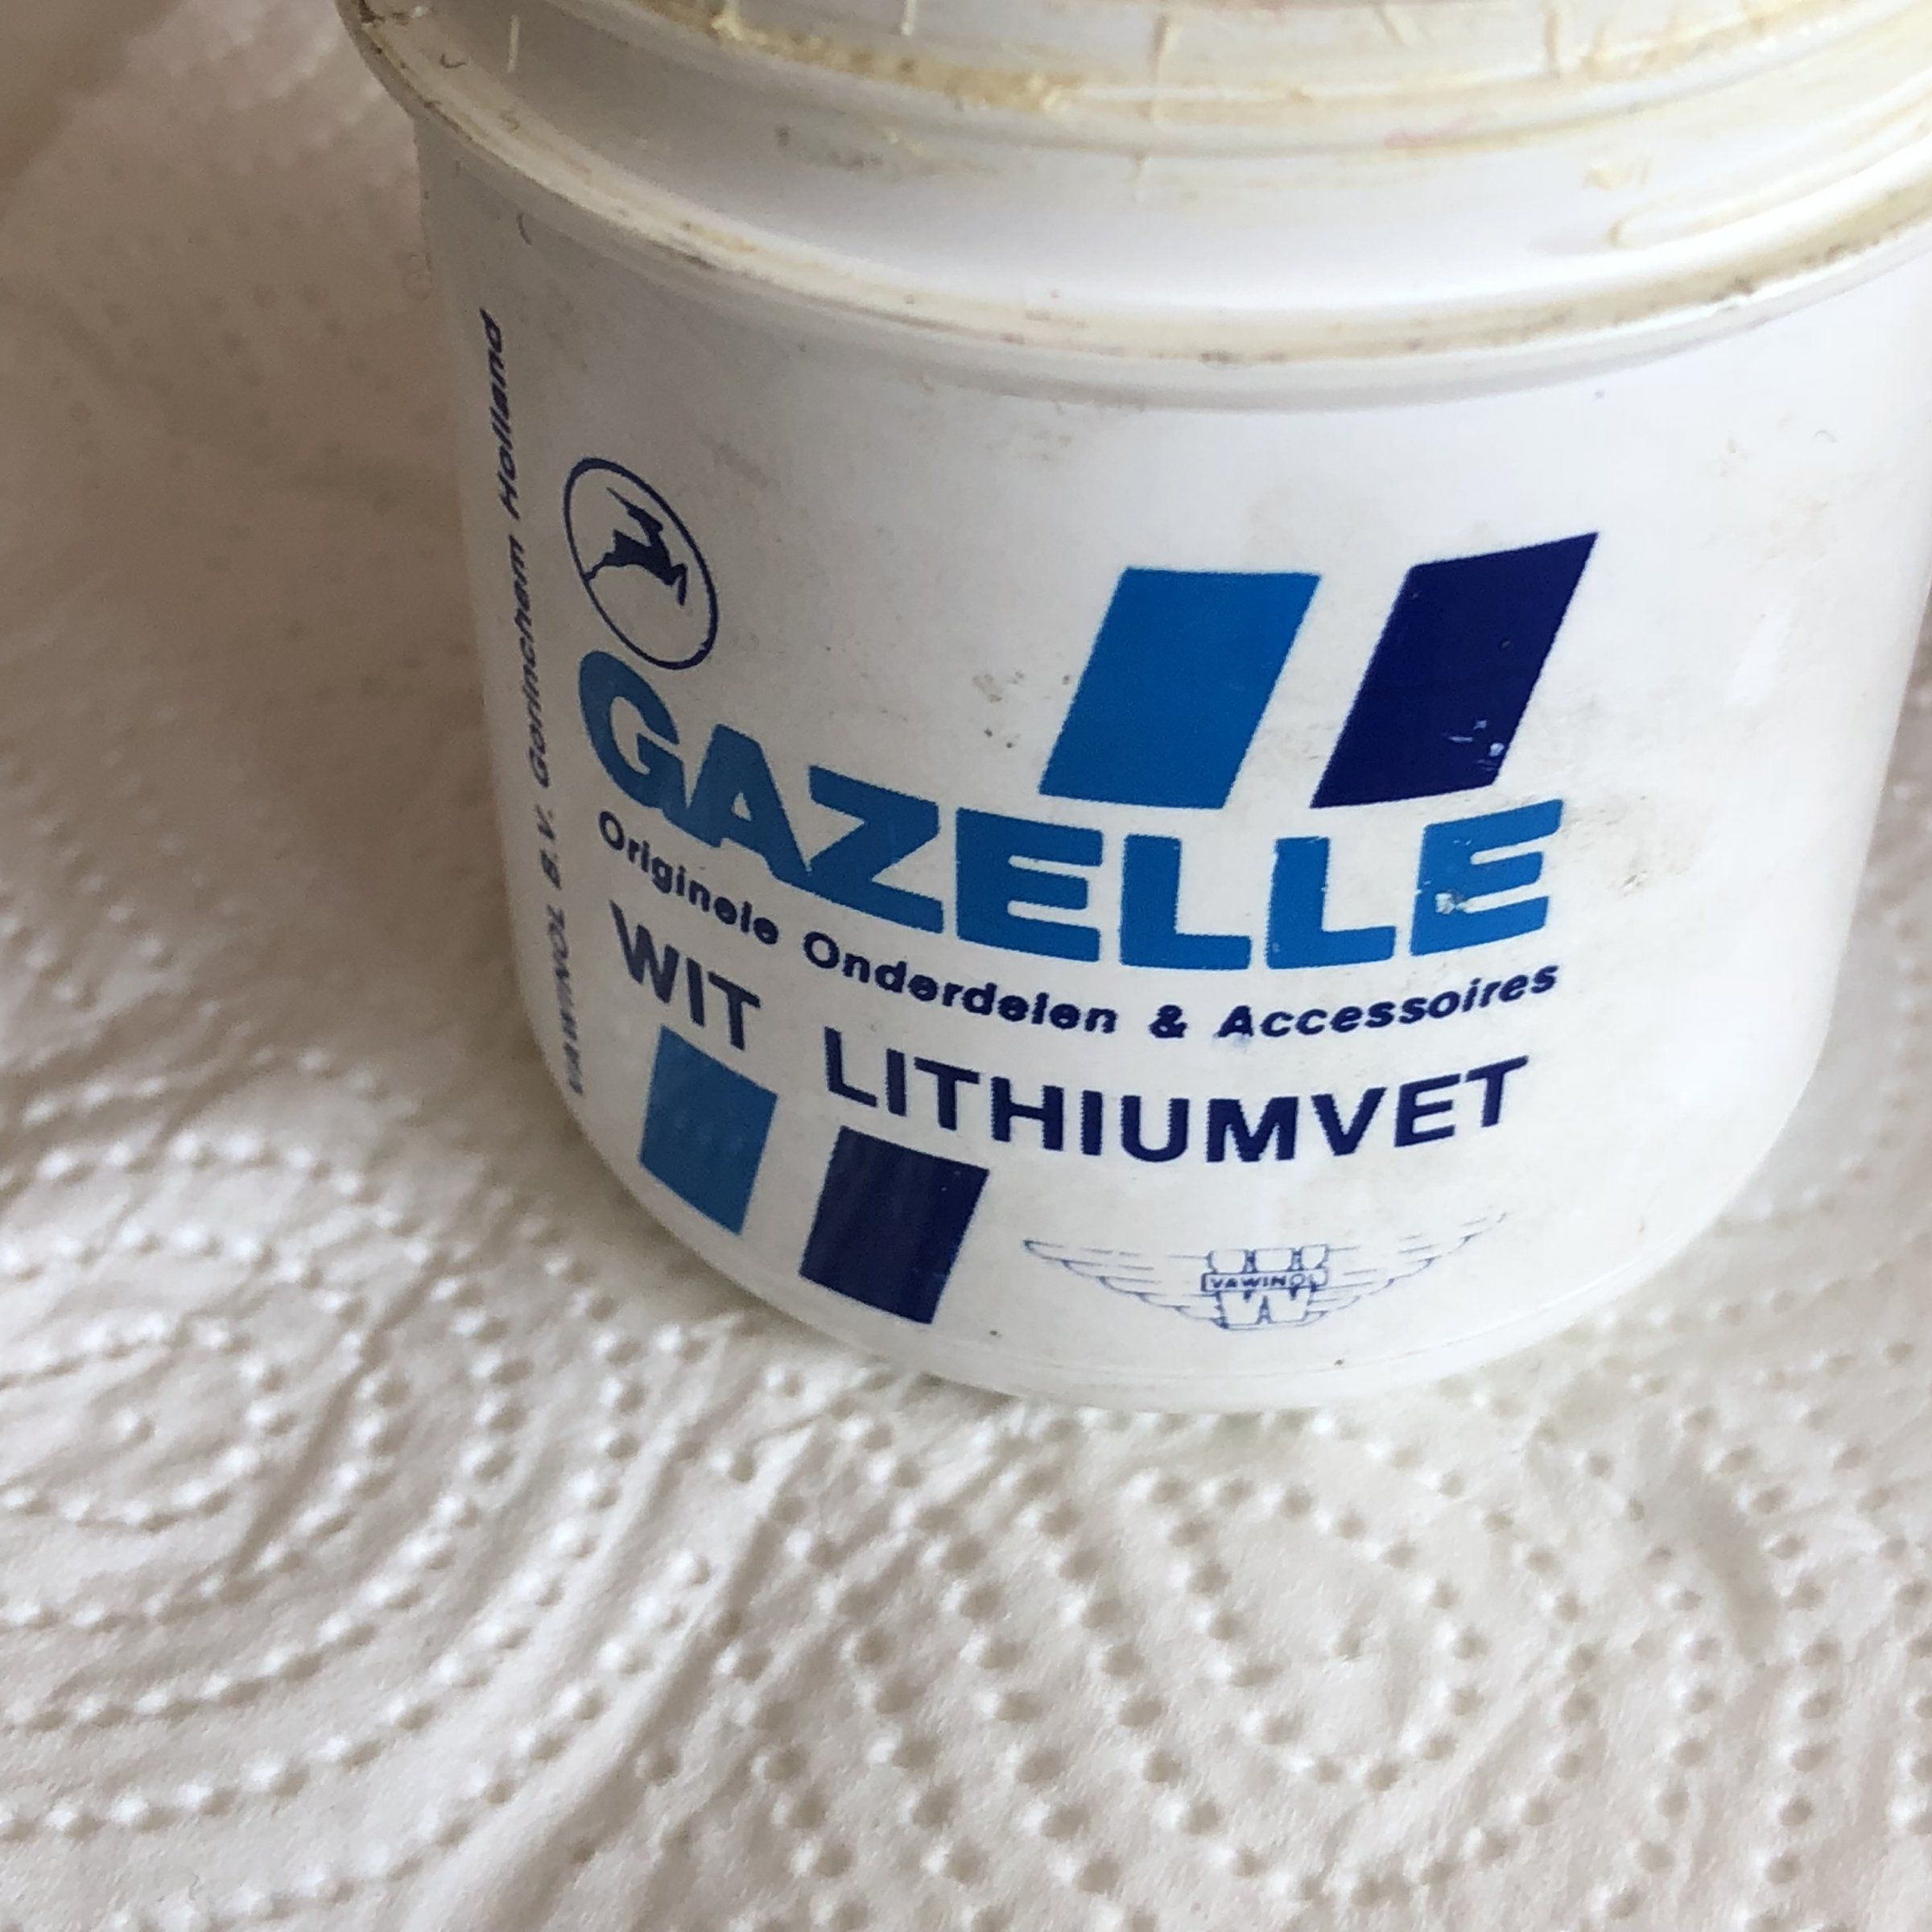 VAWINOL B.V. Gorinchem Holland
GAZELLE
Originele Onderdelen & Accessoires
WIT LITHIUMVET
VAWINOL